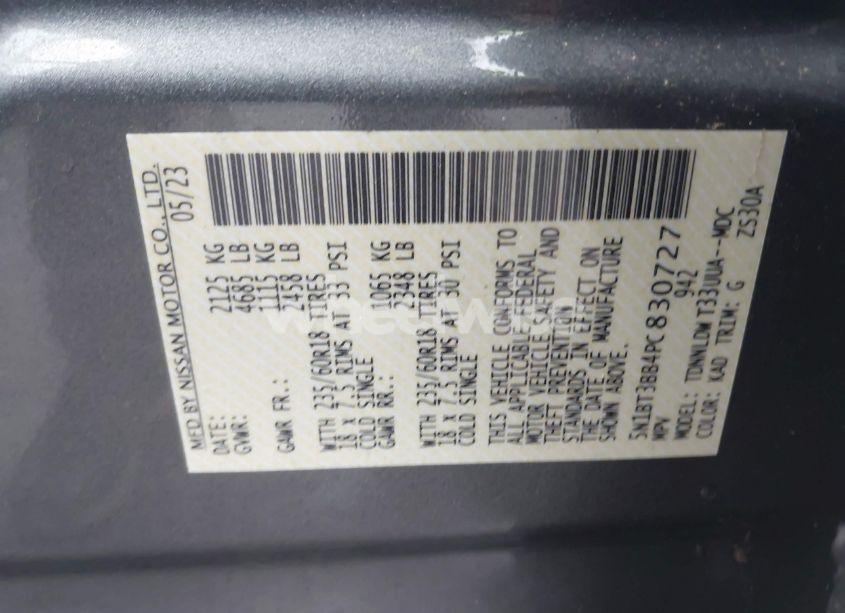 MFD BY NISSAN MOTOR CO., LTD.
DATE: 05/23
GVWR: 2125 KG
4685 LB
GAWR FR.: 1115 KG
2458 LB
WITH 235/60R18 TIRES
18 X 7.5 RIMS AT 33 PSI
COLD SINGLE
GAWR RR.: 1065 KG
2348 LB
WITH 235/60R18 TIRES
18 X 7.5 RIMS AT 30 PSI
COLD SINGLE
THIS VEHICLE CONFORMS TO
ALL APPLICABLE FEDERAL
MOTOR VEHICLE SAFETY AND
THEFT PREVENTION
STANDARDS IN EFFECT ON
THE DATE OF MANUFACTURE
SHOWN ABOVE.
5N1BT3BB4PC830727
MPV 942
MODEL: TDNNLDW T33UUA--MDC
COLOR: KAD TRIM: G ZS30A